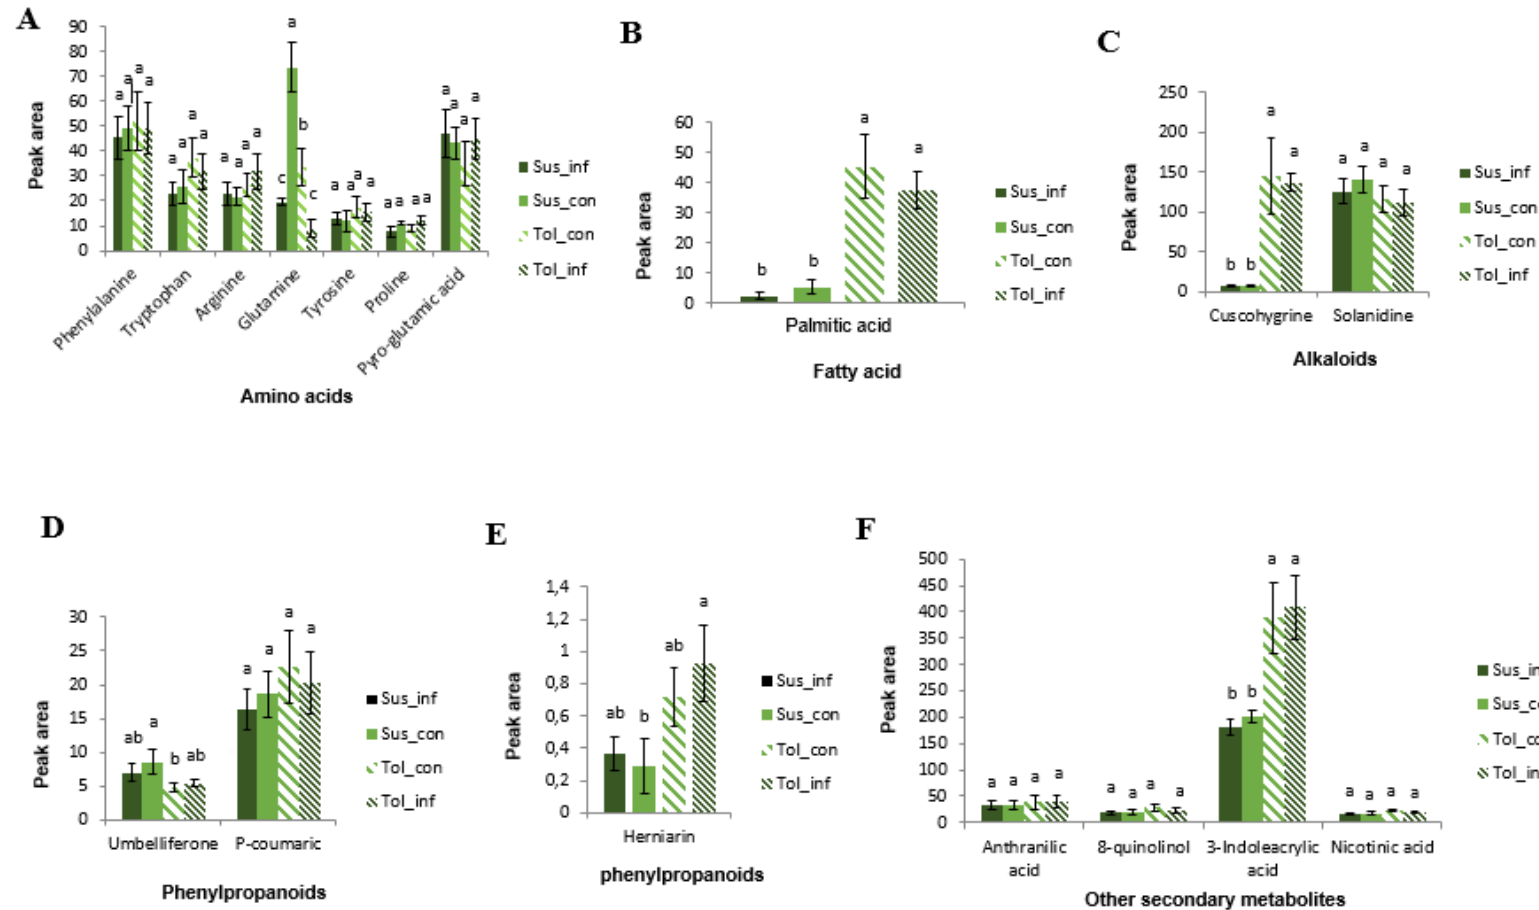 A
90
80
70
60
50
40
30
20
10
0
Peak area
a a a a
a a a a
a a a a
c a b c
a a a a
a a a a
a a a a
Phenylalanine
Tryptophan
Arginine
Glutamine
Tyrosine
Proline
Pyro-glutamic acid
Amino acids
Sus_inf
Sus_con
Tol_con
Tol_inf
B
60
50
40
30
20
10
0
Peak area
b b a a
Palmitic acid
Fatty acid
Sus_inf
Sus_con
Tol_con
Tol_inf
C
250
200
150
100
50
0
Peak area
b b a a
a a a a
Cuscohygrine Solanidine
Alkaloids
Sus_inf
Sus_con
Tol_con
Tol_inf
D
30
25
20
15
10
5
0
Peak area
ab a b ab
a a a a
Umbelliferone P-coumaric
Phenylpropanoids
Sus_inf
Sus_con
Tol_con
Tol_inf
E
1,4
1,2
1
0,8
0,6
0,4
0,2
0
Peak area
ab b ab a
Herniarin
phenylpropanoids
Sus_inf
Sus_con
Tol_con
Tol_inf
F
500
450
400
350
300
250
200
150
100
50
0
Peak area
a a a a
a a a a
b b a a
a a a a
Anthranilic
acid
8-quinolinol
3-Indoleacrylic
acid
Nicotinic acid
Other secondary metabolites
Sus_in
Sus_co
Tol_co
Tol_in